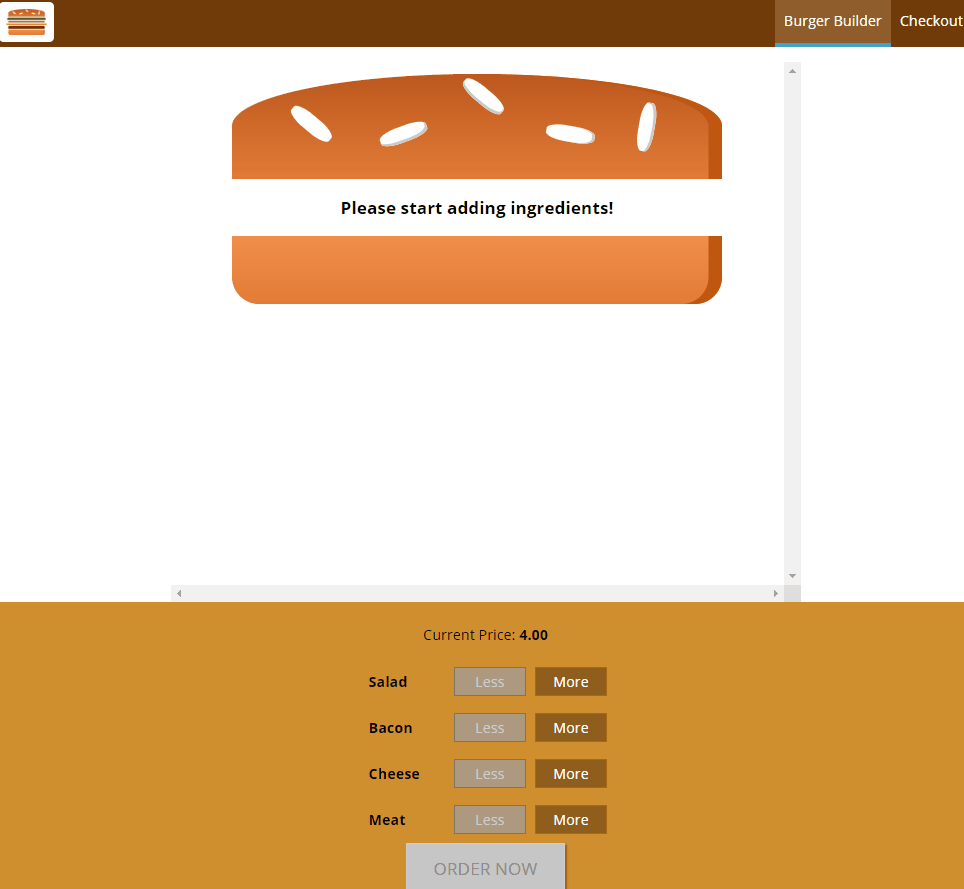 Burger Builder Checkout
Please start adding ingredients!
Current Price: 4.00
Salad Less More
Bacon Less More
Cheese Less More
Meat Less More
ORDER NOW